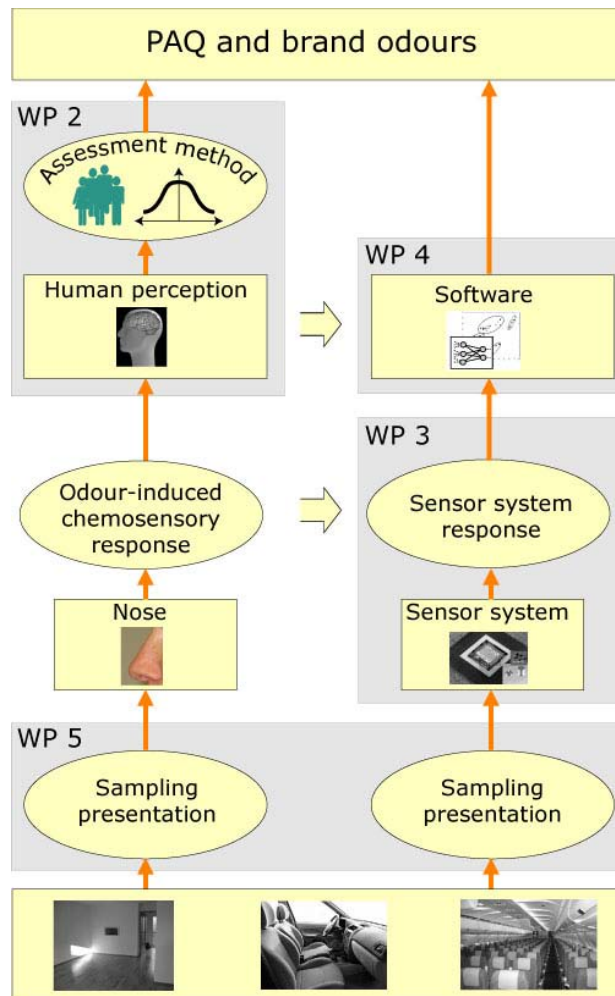 PAQ and brand odours
WP 2
Assessment method
Human perception
WP 4
Software
WP 3
Odour-induced
chemosensory
response
Sensor system
response
Nose
Sensor system
WP 5
Sampling
presentation
Sampling
presentation